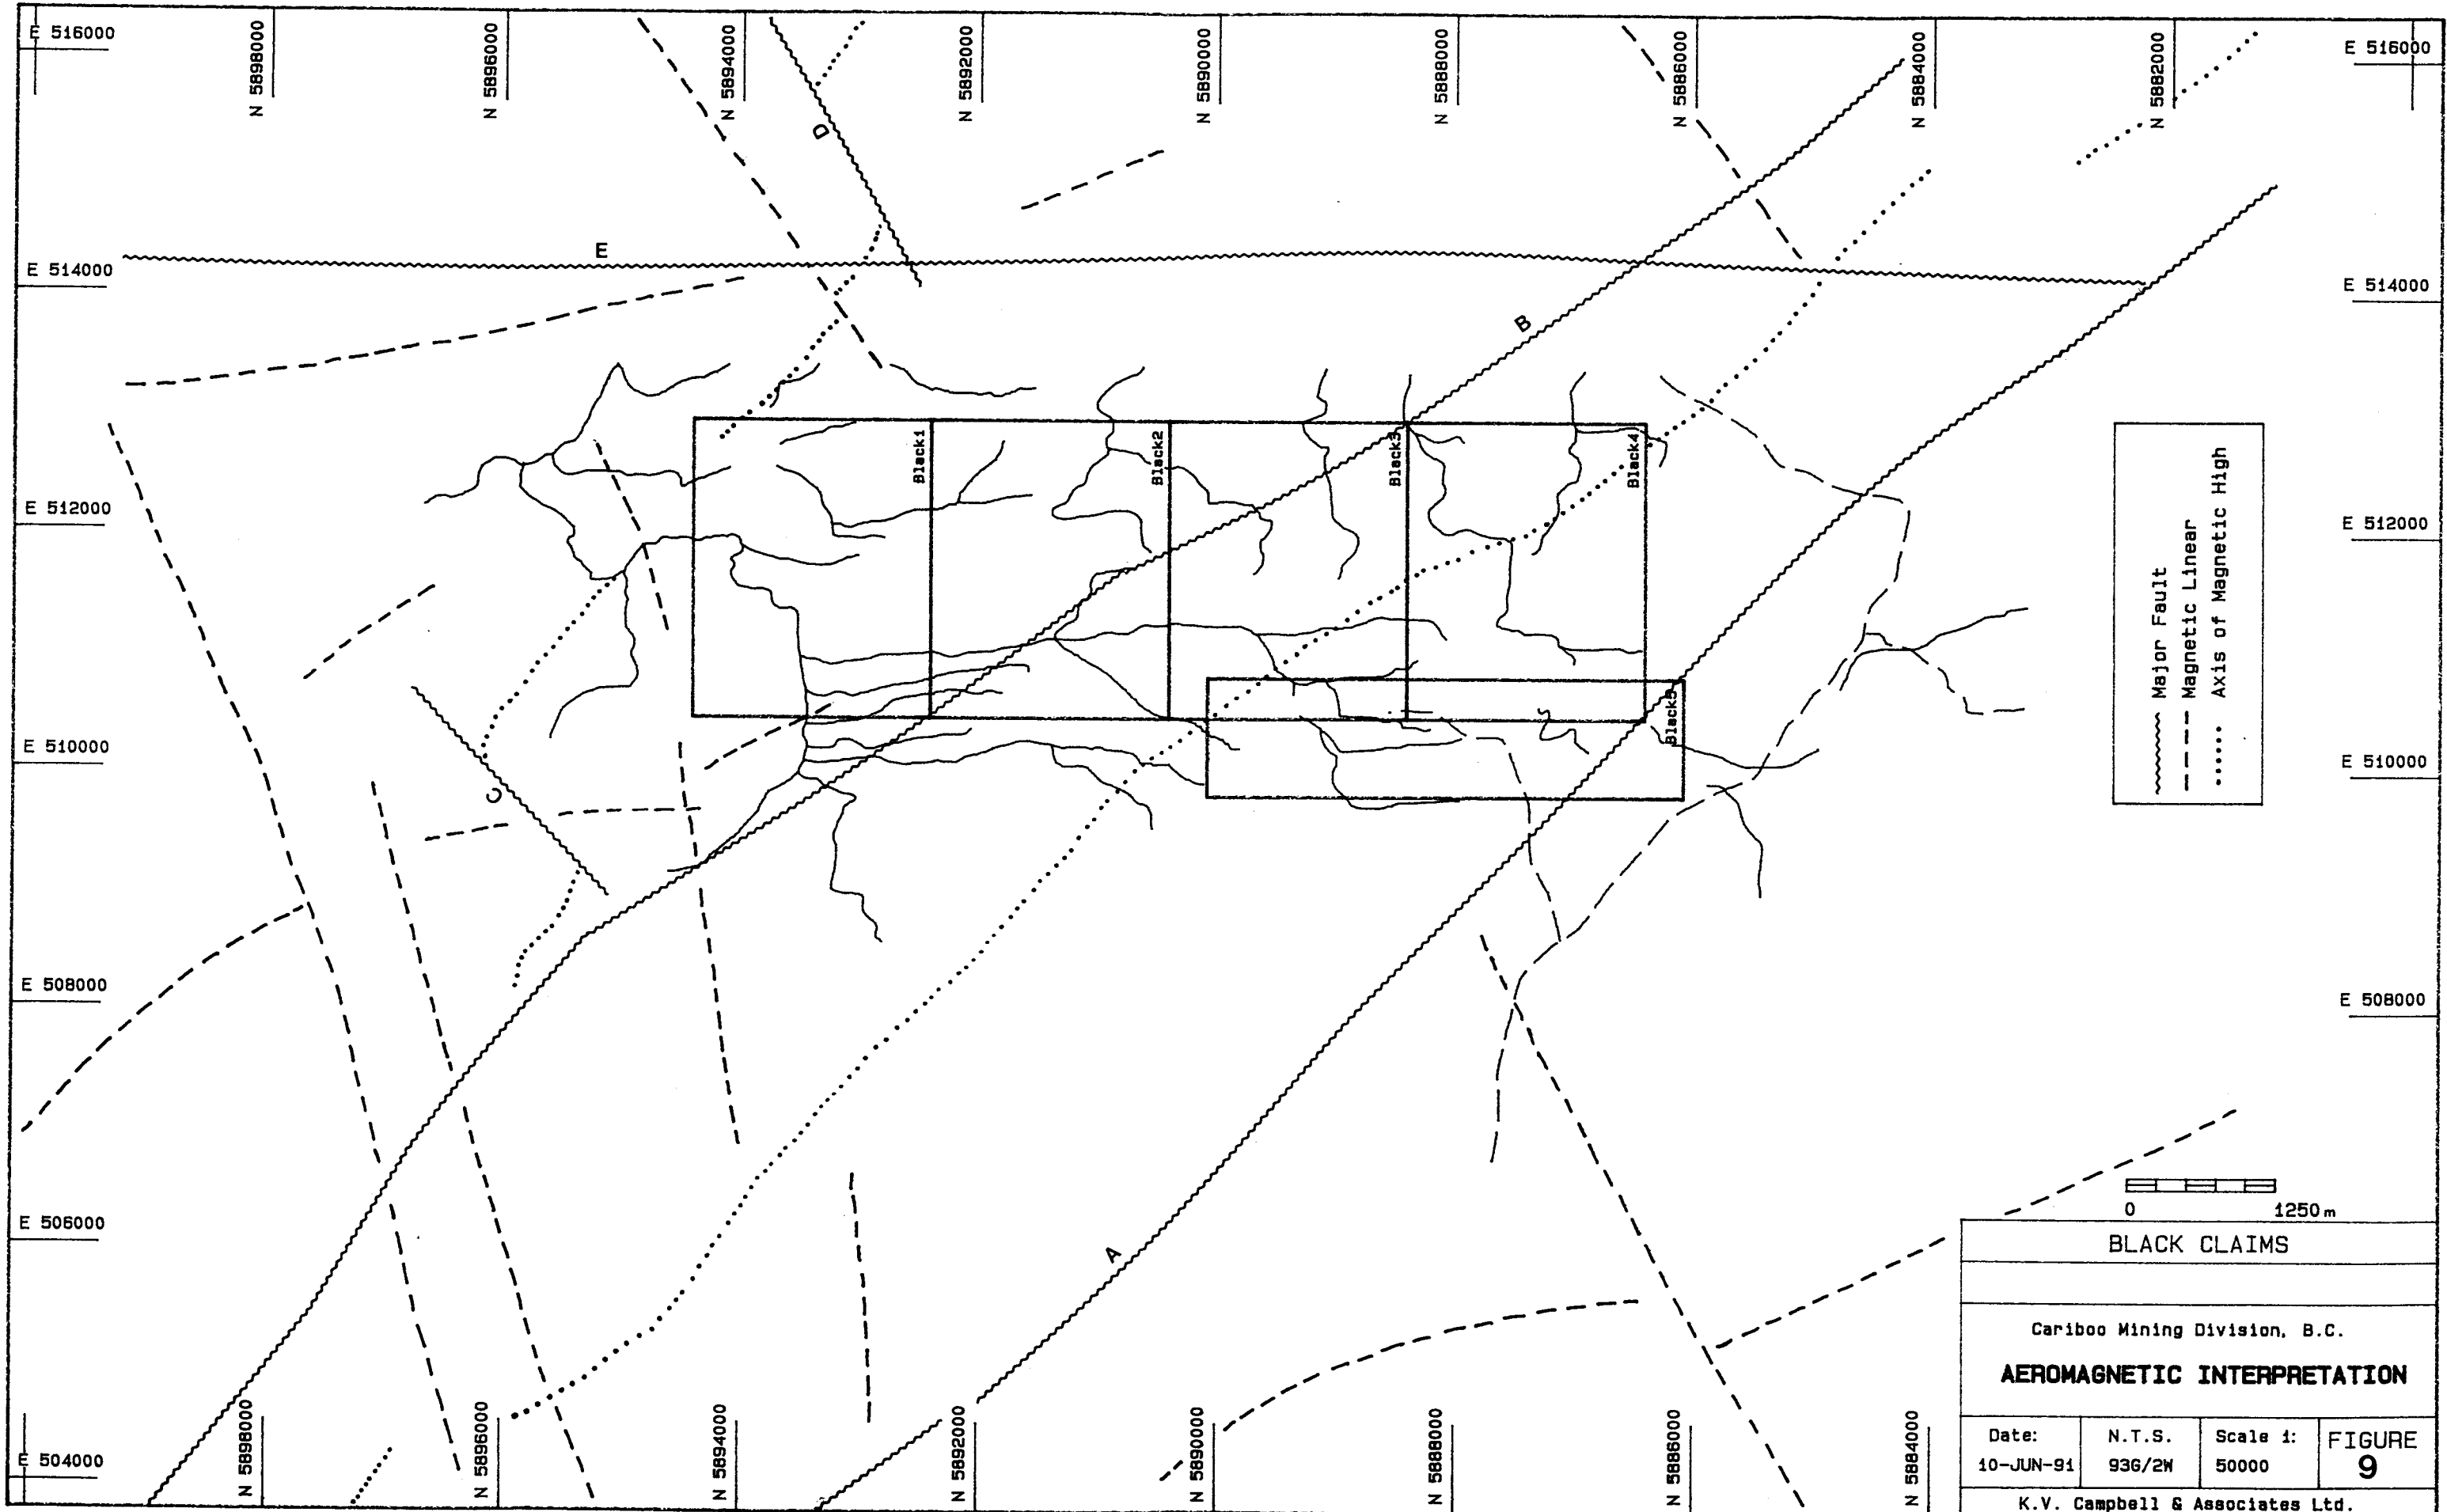 E 516000
N 5898000
N 5896000
N 5894000
N 5892000
N 5890000
N 5888000
N 5886000
N 5884000
N 5882000
E 516000
D
E
E 514000
E 514000
B
Black1
Black2
Black3
Black4
E 512000
E 512000
Major Fault
Magnetic Linear
Axis of Magnetic High
Black5
E 510000
E 510000
C
E 508000
E 508000
E 506000
A
0 1250 m
BLACK CLAIMS
Cariboo Mining Division, B.C.
AEROMAGNETIC INTERPRETATION
Date:
10-JUN-91
N.T.S.
93G/2W
Scale 1:
50000
FIGURE
9
K.V. Campbell & Associates Ltd.
E 504000
N 5898000
N 5896000
N 5894000
N 5892000
N 5890000
N 5888000
N 5886000
N 5884000